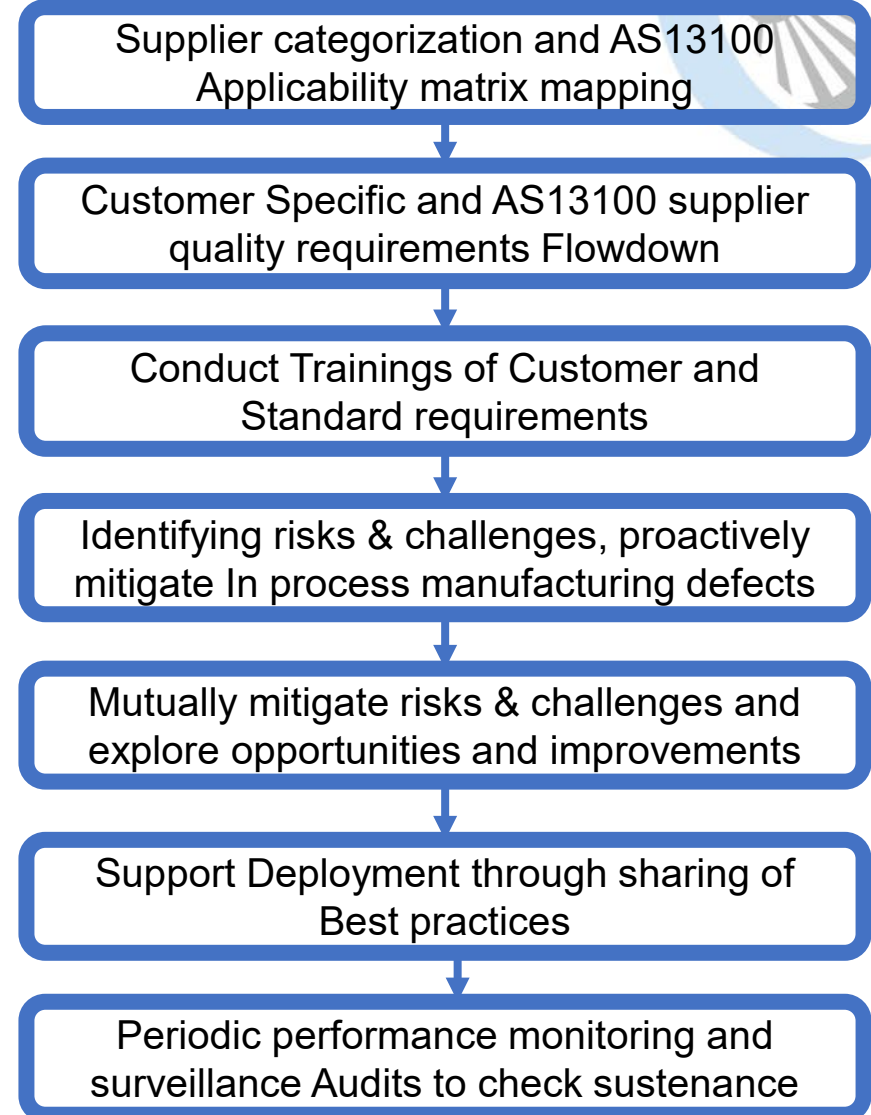 Supplier categorization and AS13100
Applicability matrix mapping
Customer Specific and AS13100 supplier
quality requirements Flowdown
Conduct Trainings of Customer and
Standard requirements
Identifying risks & challenges, proactively
mitigate In process manufacturing defects
Mutually mitigate risks & challenges and
explore opportunities and improvements
Support Deployment through sharing of
Best practices
Periodic performance monitoring and
surveillance Audits to check sustenance